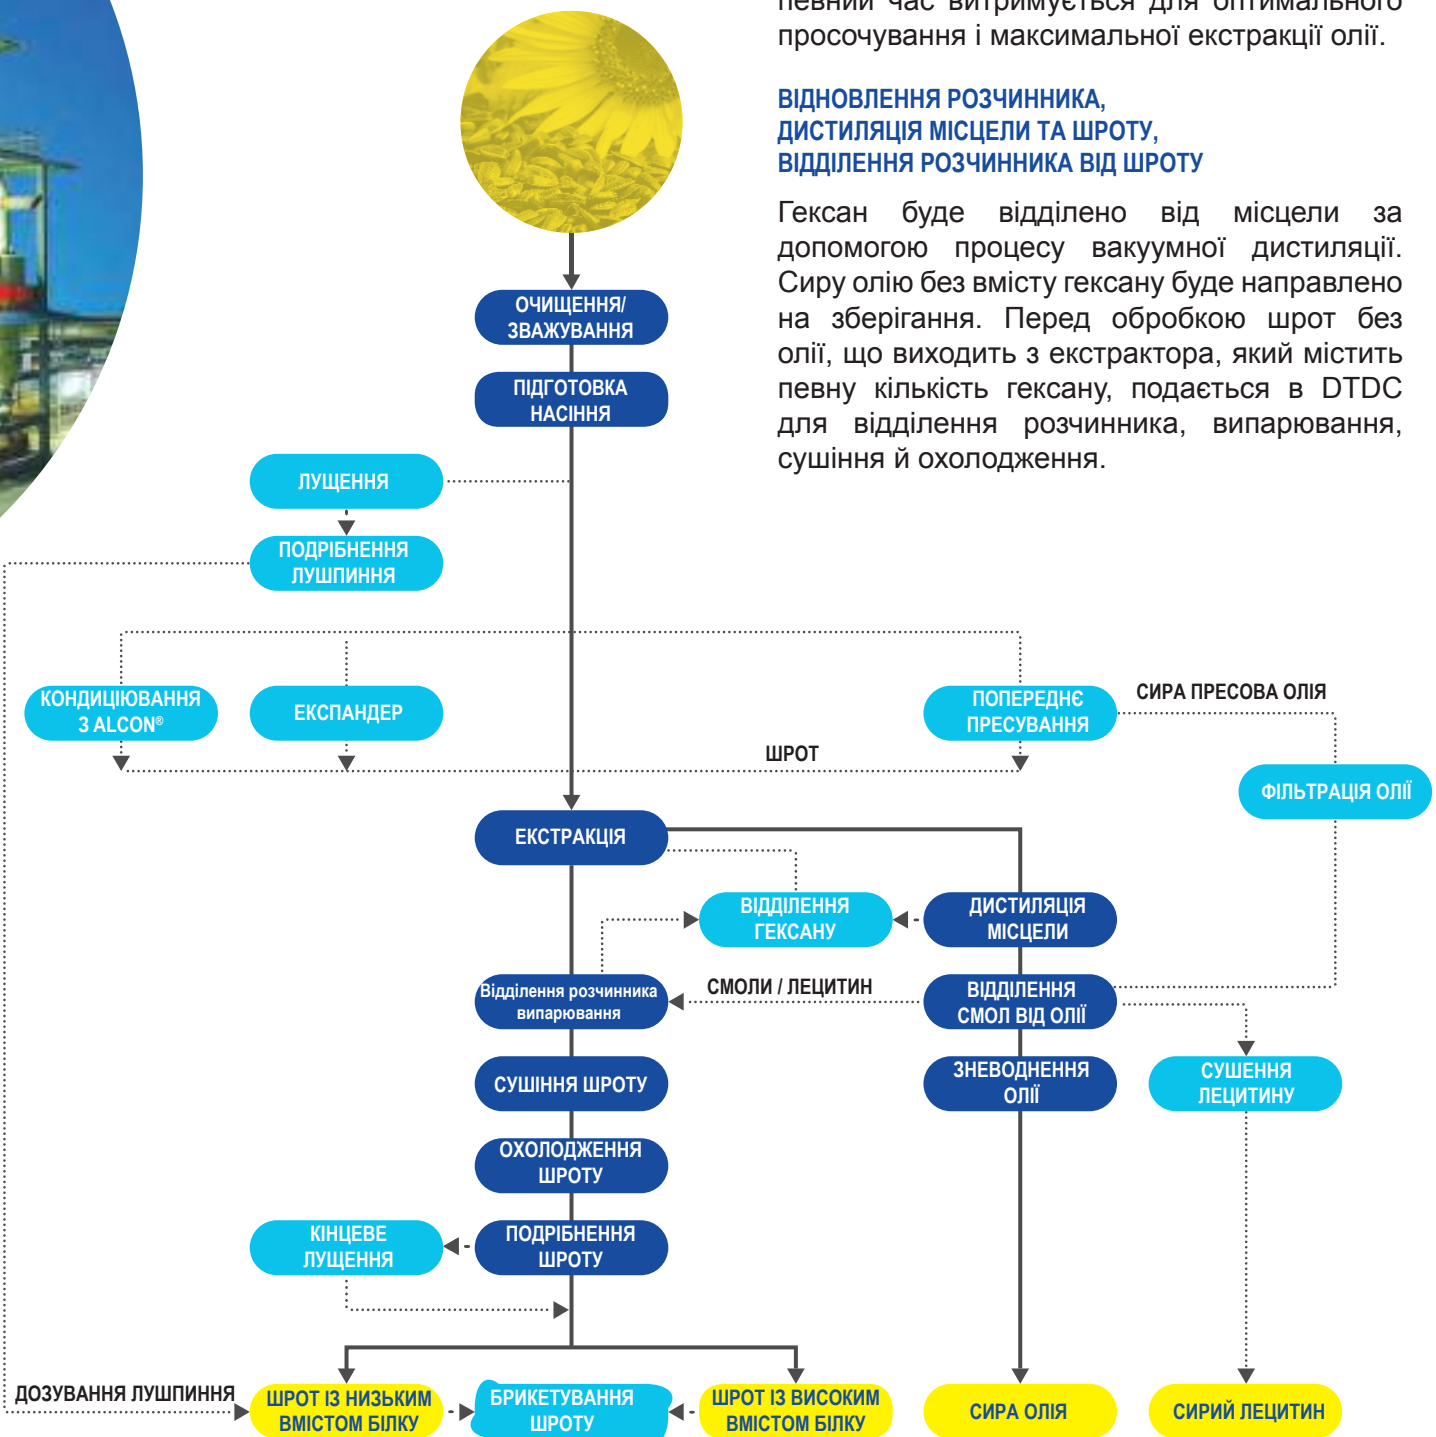 певний час витримується для оптимального
просочування і максимальної екстракції олії.
ВІДНОВЛЕННЯ РОЗЧИННИКА,
ДИСТИЛЯЦІЯ МІСЦЕЛИ ТА ШРОТУ,
ВІДДІЛЕННЯ РОЗЧИННИКА ВІД ШРОТУ
Гексан буде відділено від місцели за
допомогою процесу вакуумної дистиляції.
Сиру олію без вмісту гексану буде направлено
на зберігання. Перед обробкою шрот без
олії, що виходить з екстрактора, який містить
певну кількість гексану, подається в DTDC
для відділення розчинника, випарювання,
сушіння й охолодження.
ОЧИЩЕННЯ/
ЗВАЖУВАННЯ
ПІДГОТОВКА
НАСІННЯ
ЛУЩЕННЯ
ПОДРІБНЕННЯ
ЛУШПИННЯ
КОНДИЦІЮВАННЯ
З ALCON®
ЕКСПАНДЕР
ПОПЕРЕДНЄ
ПРЕСУВАННЯ
СИРА ПРЕСОВА ОЛІЯ
ШРОТ
ФІЛЬТРАЦІЯ ОЛІЇ
ЕКСТРАКЦІЯ
ВІДДІЛЕННЯ
ГЕКСАНУ
ДИСТИЛЯЦІЯ
МІСЦЕЛИ
Відділення розчинника
випарювання
СМОЛИ / ЛЕЦИТИН
ВІДДІЛЕННЯ
СМОЛ ВІД ОЛІЇ
СУШІННЯ ШРОТУ
ЗНЕВОДНЕННЯ
ОЛІЇ
СУШЕННЯ
ЛЕЦИТИНУ
ОХОЛОДЖЕННЯ
ШРОТУ
КІНЦЕВЕ
ЛУЩЕННЯ
ПОДРІБНЕННЯ
ШРОТУ
ДОЗУВАННЯ ЛУШПИННЯ
ШРОТ ІЗ НИЗЬКИМ
ВМІСТОМ БІЛКУ
БРИКЕТУВАННЯ
ШРОТУ
ШРОТ ІЗ ВИСОКИМ
ВМІСТОМ БІЛКУ
СИРА ОЛІЯ
СИРИЙ ЛЕЦИТИН